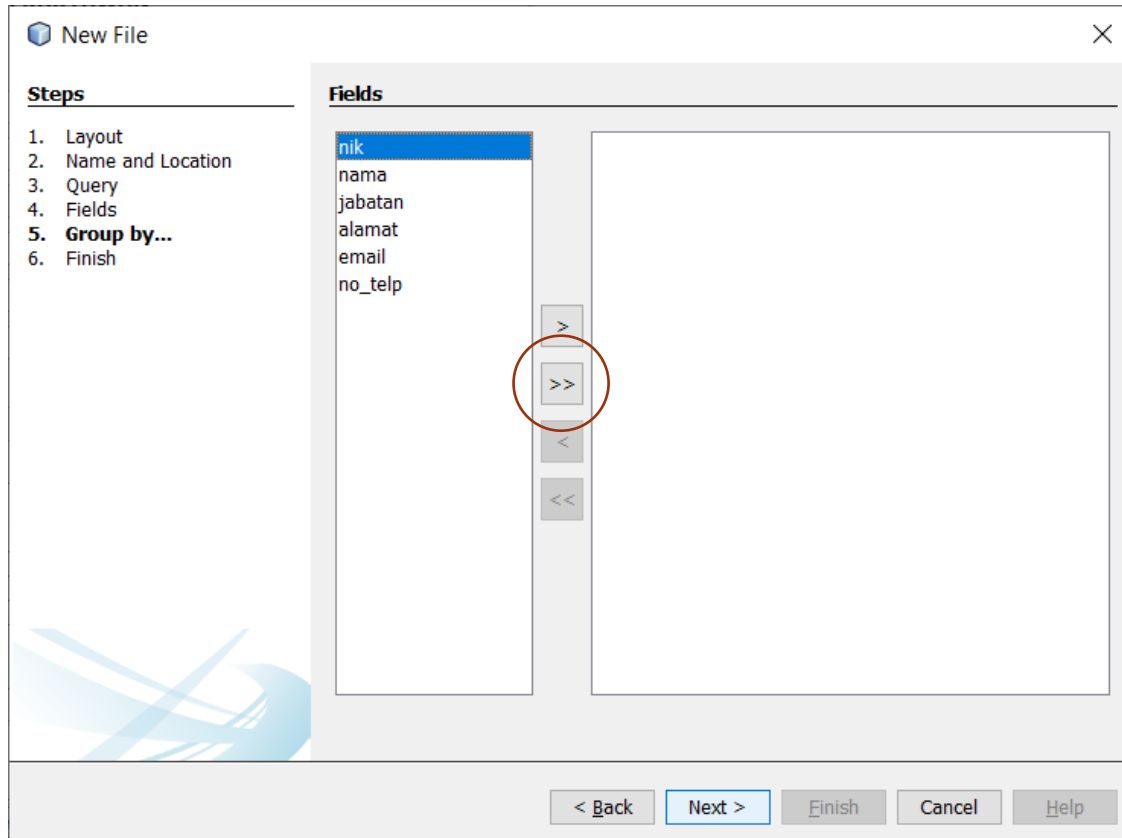 New File
Steps
1. Layout
2. Name and Location
3. Query
4. Fields
5. Group by...
6. Finish
Fields
nik
nama
jabatan
alamat
email
no_telp
>
>>
<
<<
< Back
Next >
Finish
Cancel
Help